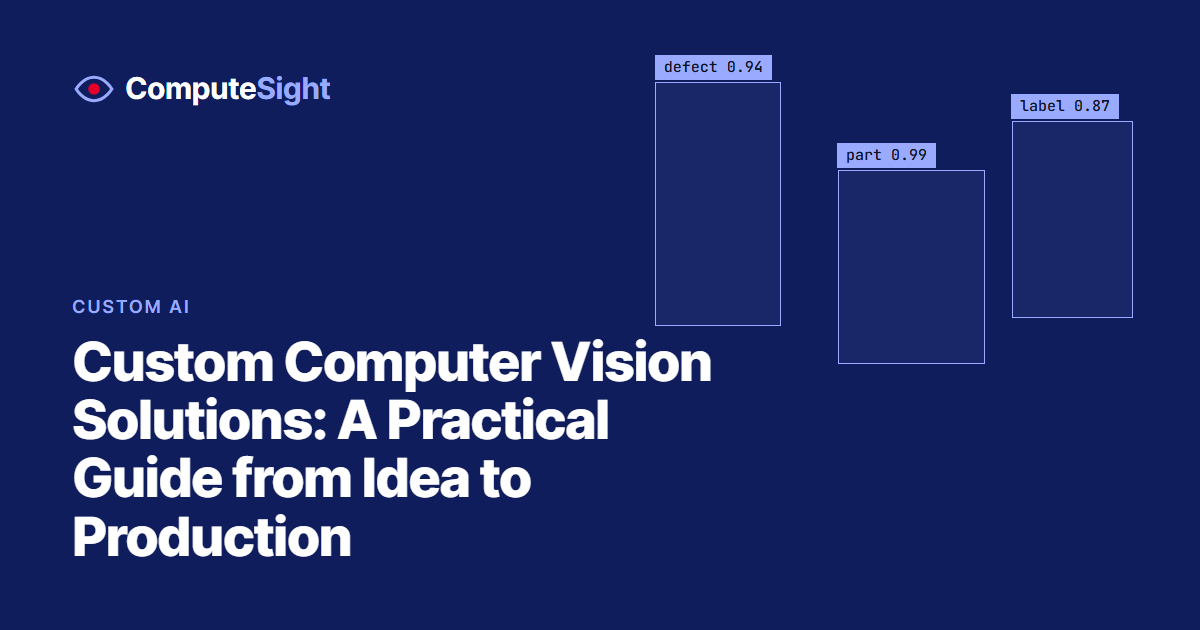 ComputeSight
defect 0.94
label 0.87
part 0.99
CUSTOM AI
Custom Computer Vision
Solutions: A Practical
Guide from Idea to
Production